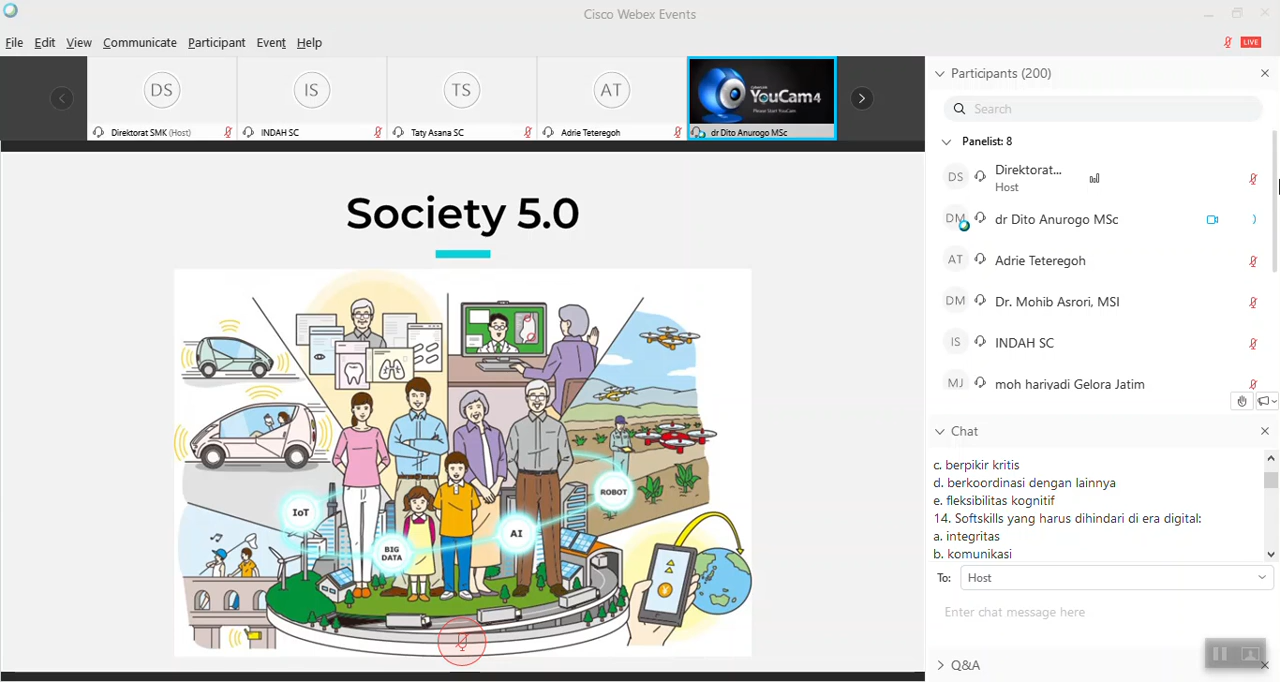 Cisco Webex Events
File Edit View Communicate Participant Event Help
LIVE
DS
IS
TS
AT
YouCam4
Please Start YouCam
Direktorat SMK (Host)
INDAH SC
Taty Asana SC
Adrie Teteregoh
dr Dito Anurogo MSc
Society 5.0
IoT
BIG
DATA
AI
ROBOT
Participants (200)
Search
Panelist: 8
DS
Direktorat...
Host
DM
dr Dito Anurogo MSc
AT
Adrie Teteregoh
DM
Dr. Mohib Asrori, MSI
IS
INDAH SC
MJ
moh hariyadi Gelora Jatim
Chat
c. berpikir kritis
d. berkoordinasi dengan lainnya
e. fleksibilitas kognitif
14. Softskills yang harus dihindari di era digital:
a. integritas
b. komunikasi
To: Host
Enter chat message here
Q&A